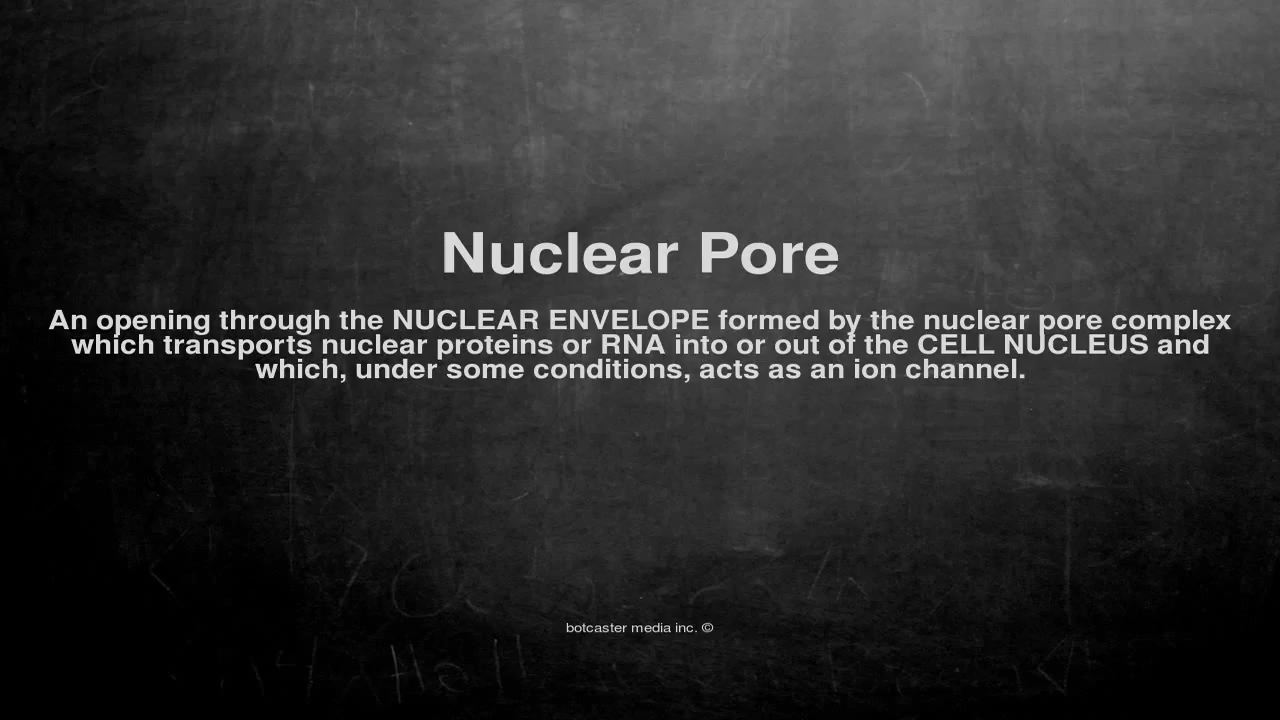 Nuclear Pore
An opening through the NUCLEAR ENVELOPE formed by the nuclear pore complex
which transports nuclear proteins or RNA into or out of the CELL NUCLEUS and
which, under some conditions, acts as an ion channel.
botcaster media inc. ©